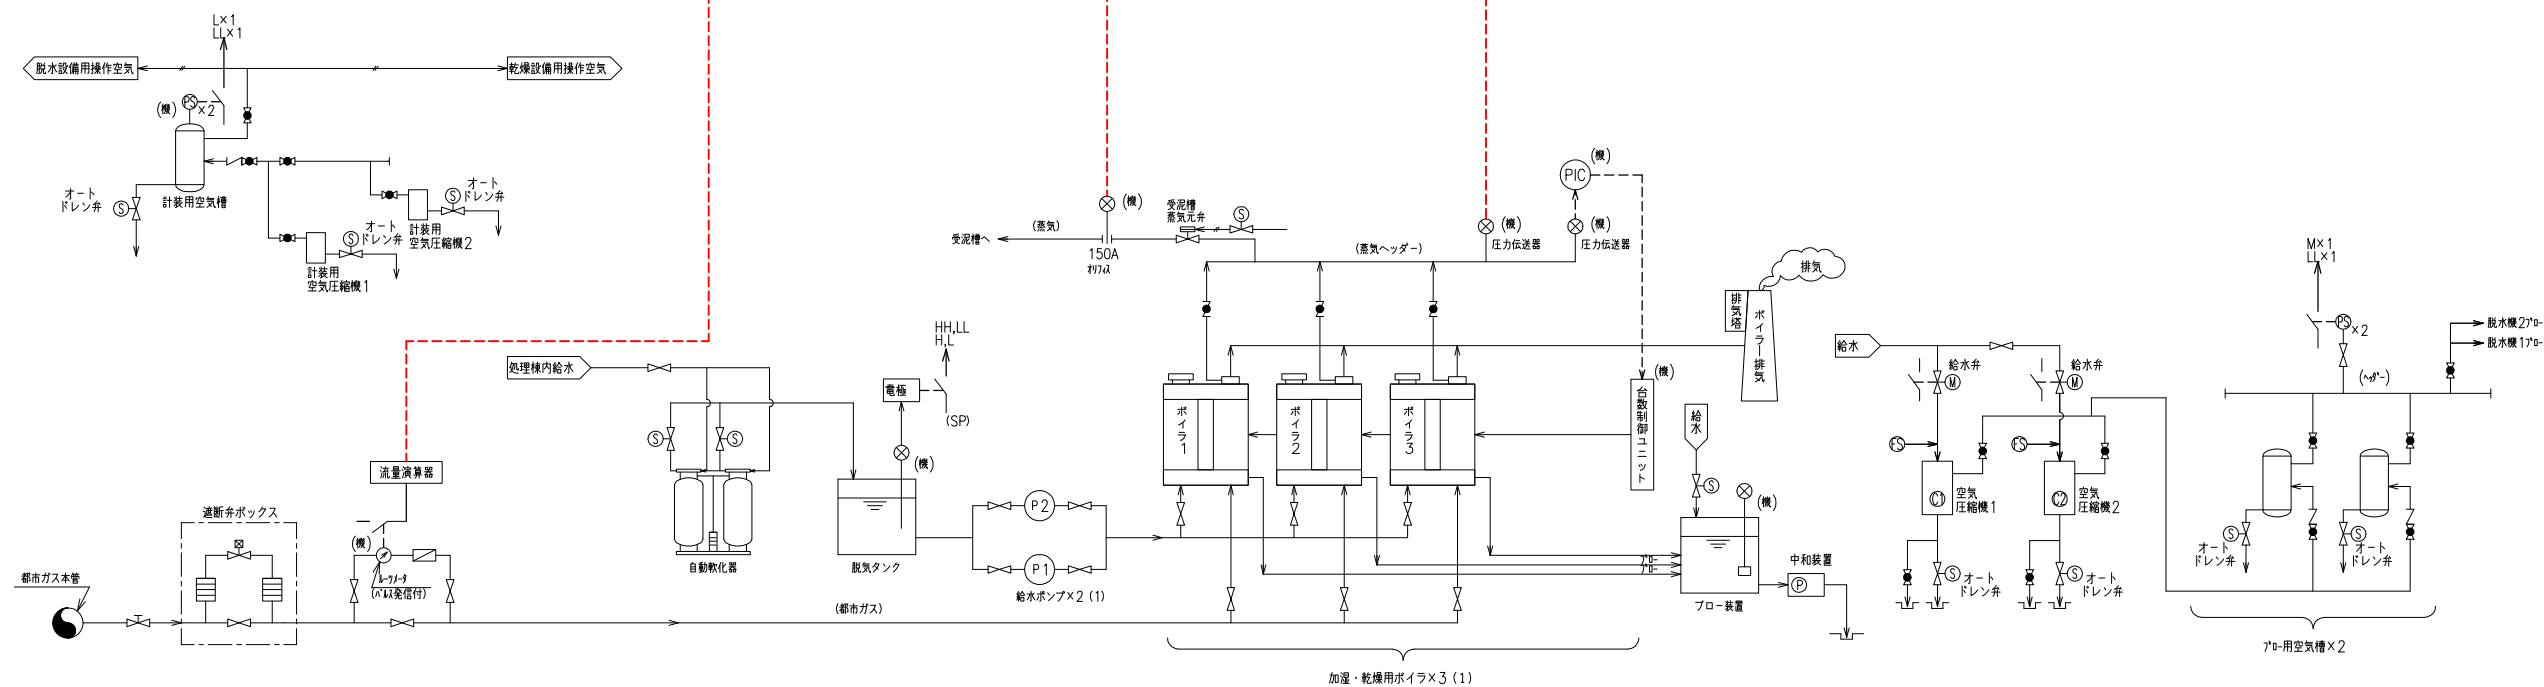 L×1
LL×1
脱水設備用操作空気
乾燥設備用操作空気
(機)
PS
×2
オート
ドレン弁
S
計装用空気槽
オート
ドレン弁
S
計装用
空気圧縮機2
オート
ドレン弁
S
計装用
空気圧縮機1
(機)
(蒸気)
受泥槽へ
150A
オリフィス
受泥槽
蒸気元弁
S
(蒸気ヘッダー)
(機)
圧力伝送器
PIC
(機)
(機)
圧力伝送器
排気
排気塔
ボイラー排気
HH,LL
H,L
処理棟内給水
電極
(SP)
(機)
S
S
自動軟化器
脱気タンク
P2
P1
給水ポンプ×2(1)
ボイラ1
ボイラ2
ボイラ3
(機)
台数制御ユニット
給水
S
(機)
ブロー
ブロー
ブロー装置
中和装置
P
流量演算器
遮断弁ボックス
(機)
ルーツメータ
(パルス発信付)
都市ガス本管
(都市ガス)
加湿・乾燥用ボイラ×3(1)
給水
給水弁
M
給水弁
M
FS
FS
C1
空気
圧縮機1
C2
空気
圧縮機2
S
オート
ドレン弁
S
オート
ドレン弁
M×1
LL×1
PS
×2
脱水機2ブロー
脱水機1ブロー
(ヘッダー)
S
オート
ドレン弁
S
オート
ドレン弁
ブロー用空気槽×2